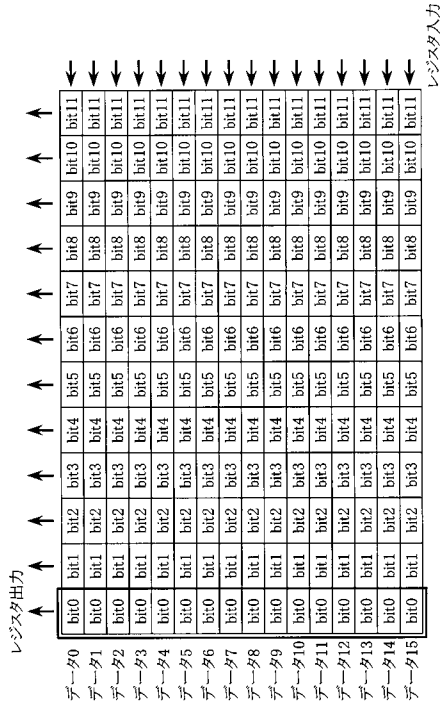 レジスタ出力
データ0 bit0 bit1 bit2 bit3 bit4 bit5 bit6 bit7 bit8 bit9 bit10 bit11
データ1 bit0 bit1 bit2 bit3 bit4 bit5 bit6 bit7 bit8 bit9 bit10 bit11
データ2 bit0 bit1 bit2 bit3 bit4 bit5 bit6 bit7 bit8 bit9 bit10 bit11
データ3 bit0 bit1 bit2 bit3 bit4 bit5 bit6 bit7 bit8 bit9 bit10 bit11
データ4 bit0 bit1 bit2 bit3 bit4 bit5 bit6 bit7 bit8 bit9 bit10 bit11
データ5 bit0 bit1 bit2 bit3 bit4 bit5 bit6 bit7 bit8 bit9 bit10 bit11
データ6 bit0 bit1 bit2 bit3 bit4 bit5 bit6 bit7 bit8 bit9 bit10 bit11
データ7 bit0 bit1 bit2 bit3 bit4 bit5 bit6 bit7 bit8 bit9 bit10 bit11
データ8 bit0 bit1 bit2 bit3 bit4 bit5 bit6 bit7 bit8 bit9 bit10 bit11
データ9 bit0 bit1 bit2 bit3 bit4 bit5 bit6 bit7 bit8 bit9 bit10 bit11
データ10 bit0 bit1 bit2 bit3 bit4 bit5 bit6 bit7 bit8 bit9 bit10 bit11
データ11 bit0 bit1 bit2 bit3 bit4 bit5 bit6 bit7 bit8 bit9 bit10 bit11
データ12 bit0 bit1 bit2 bit3 bit4 bit5 bit6 bit7 bit8 bit9 bit10 bit11
データ13 bit0 bit1 bit2 bit3 bit4 bit5 bit6 bit7 bit8 bit9 bit10 bit11
データ14 bit0 bit1 bit2 bit3 bit4 bit5 bit6 bit7 bit8 bit9 bit10 bit11
データ15 bit0 bit1 bit2 bit3 bit4 bit5 bit6 bit7 bit8 bit9 bit10 bit11
レジスタ入力